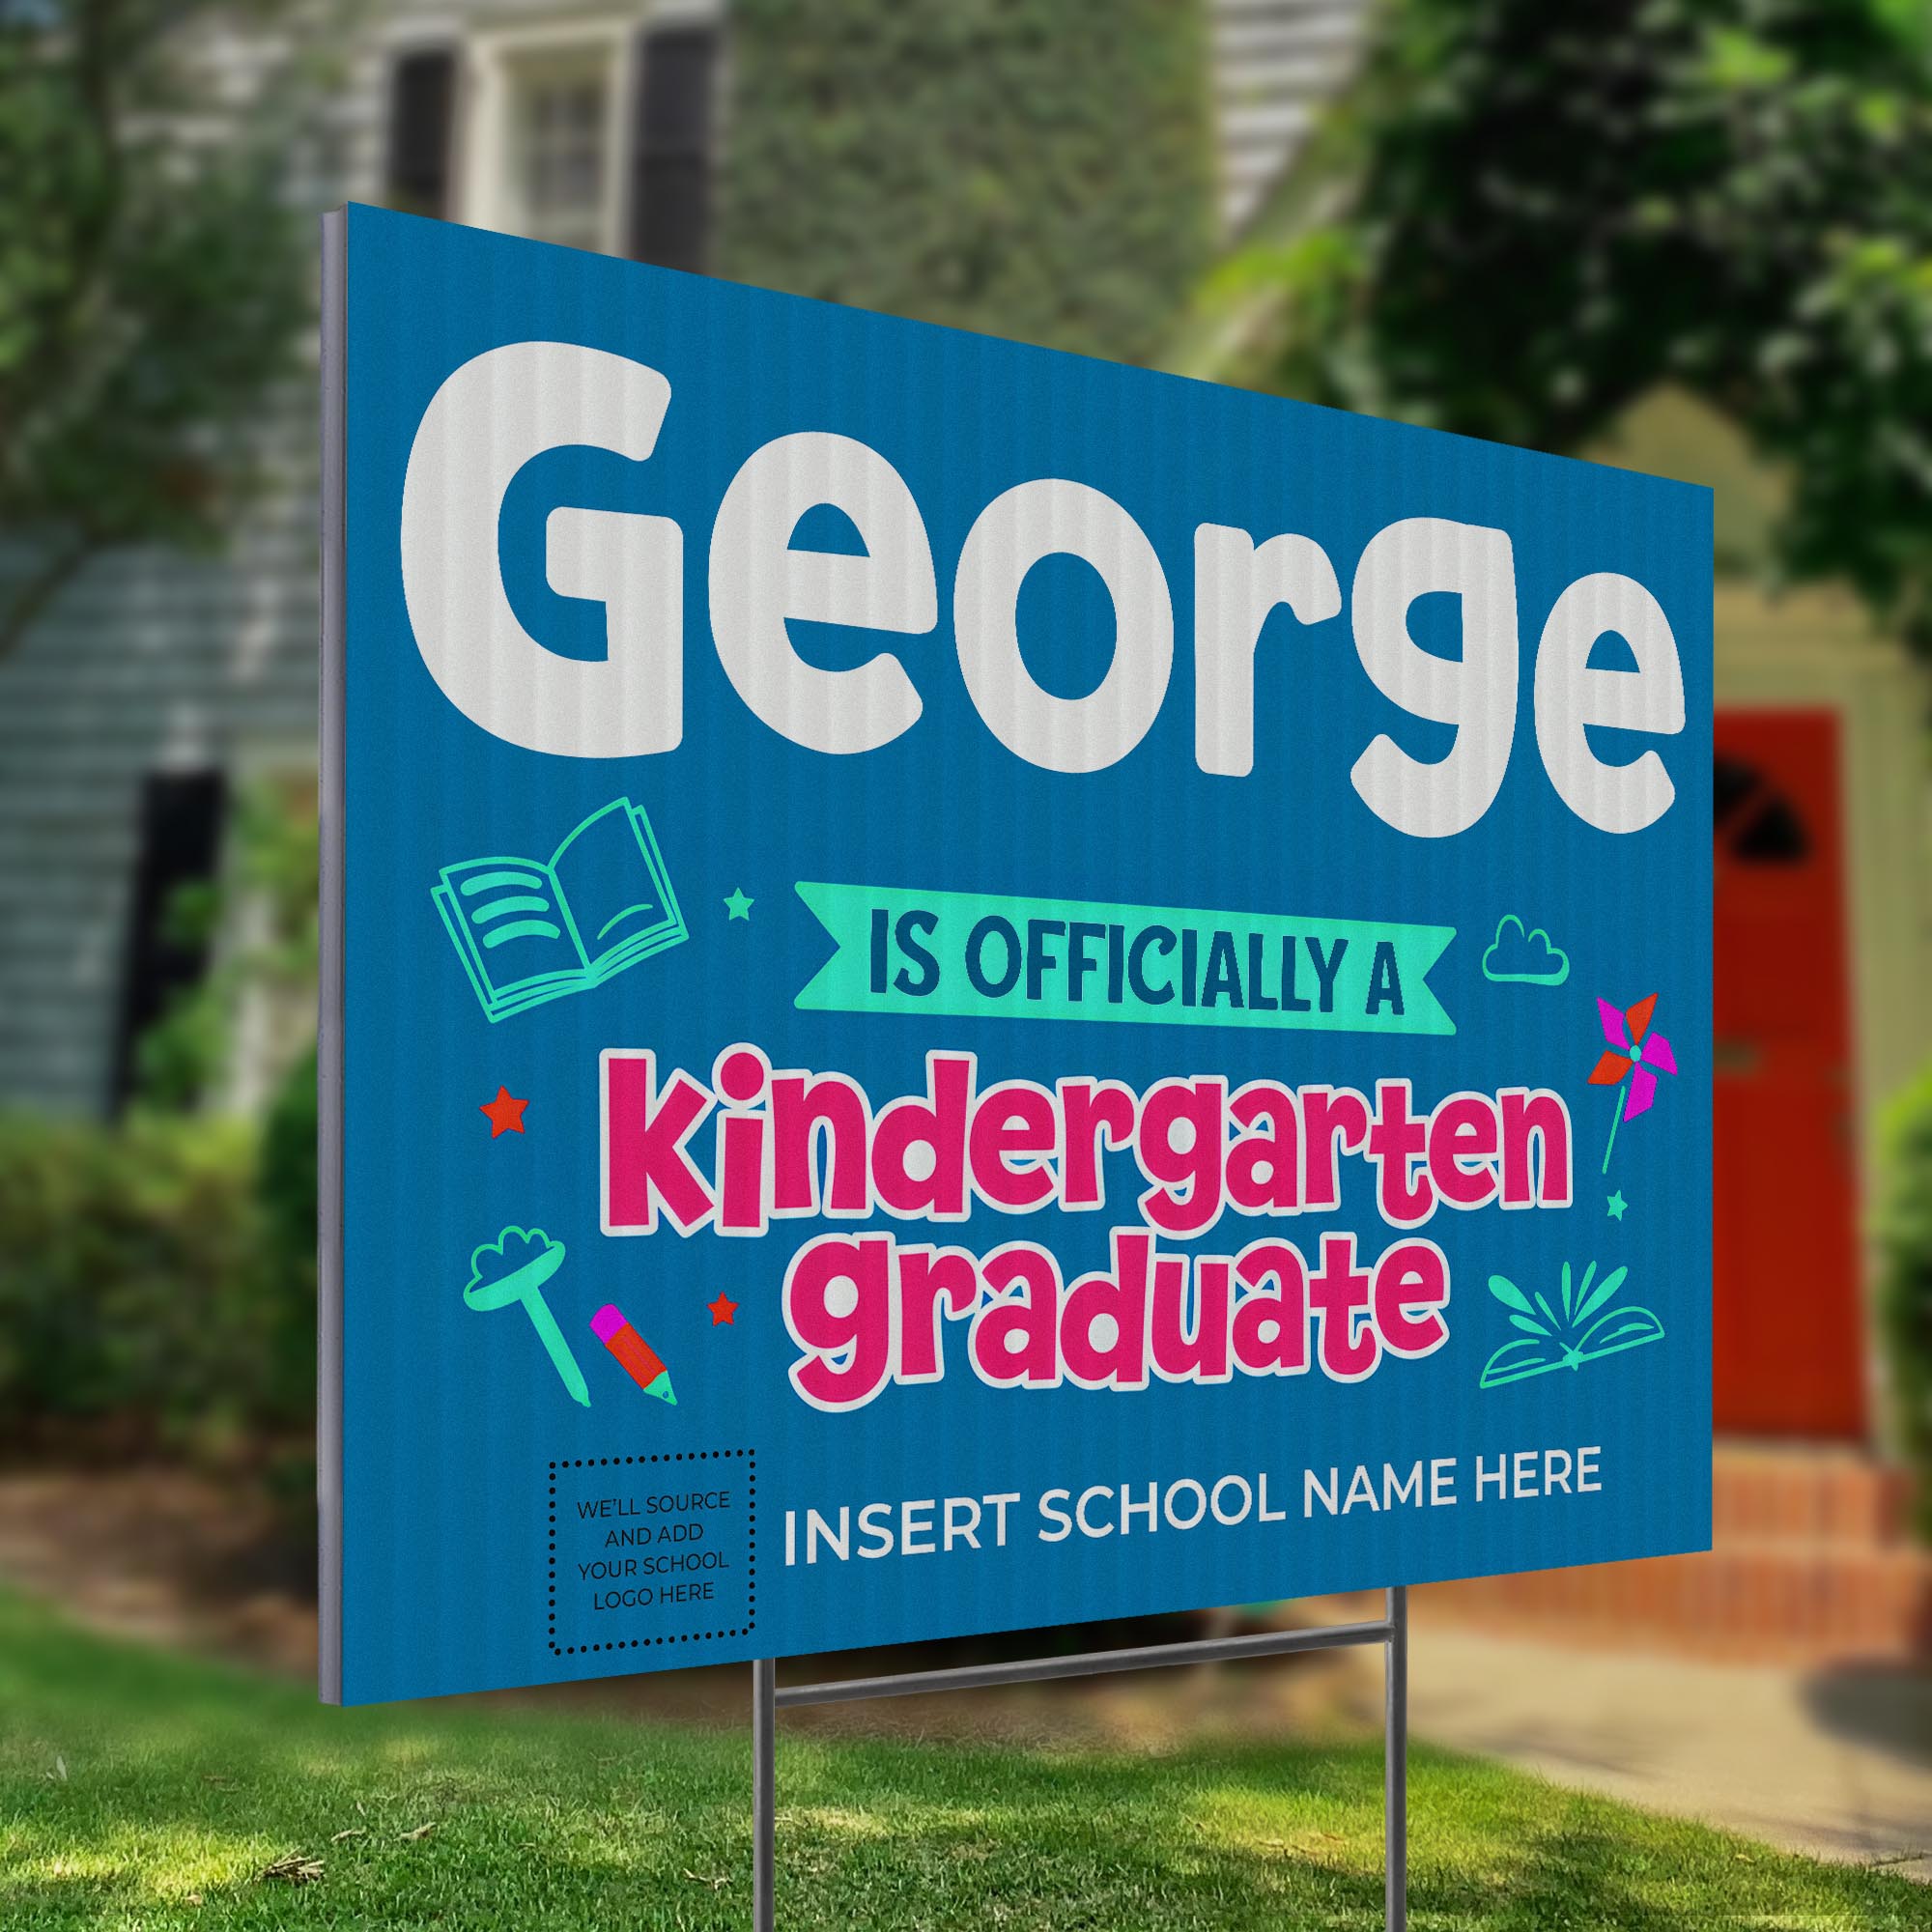 George
IS OFFICIALLY A
kindergarten
graduate
WE'LL SOURCE
AND ADD
YOUR SCHOOL
LOGO HERE
INSERT SCHOOL NAME HERE